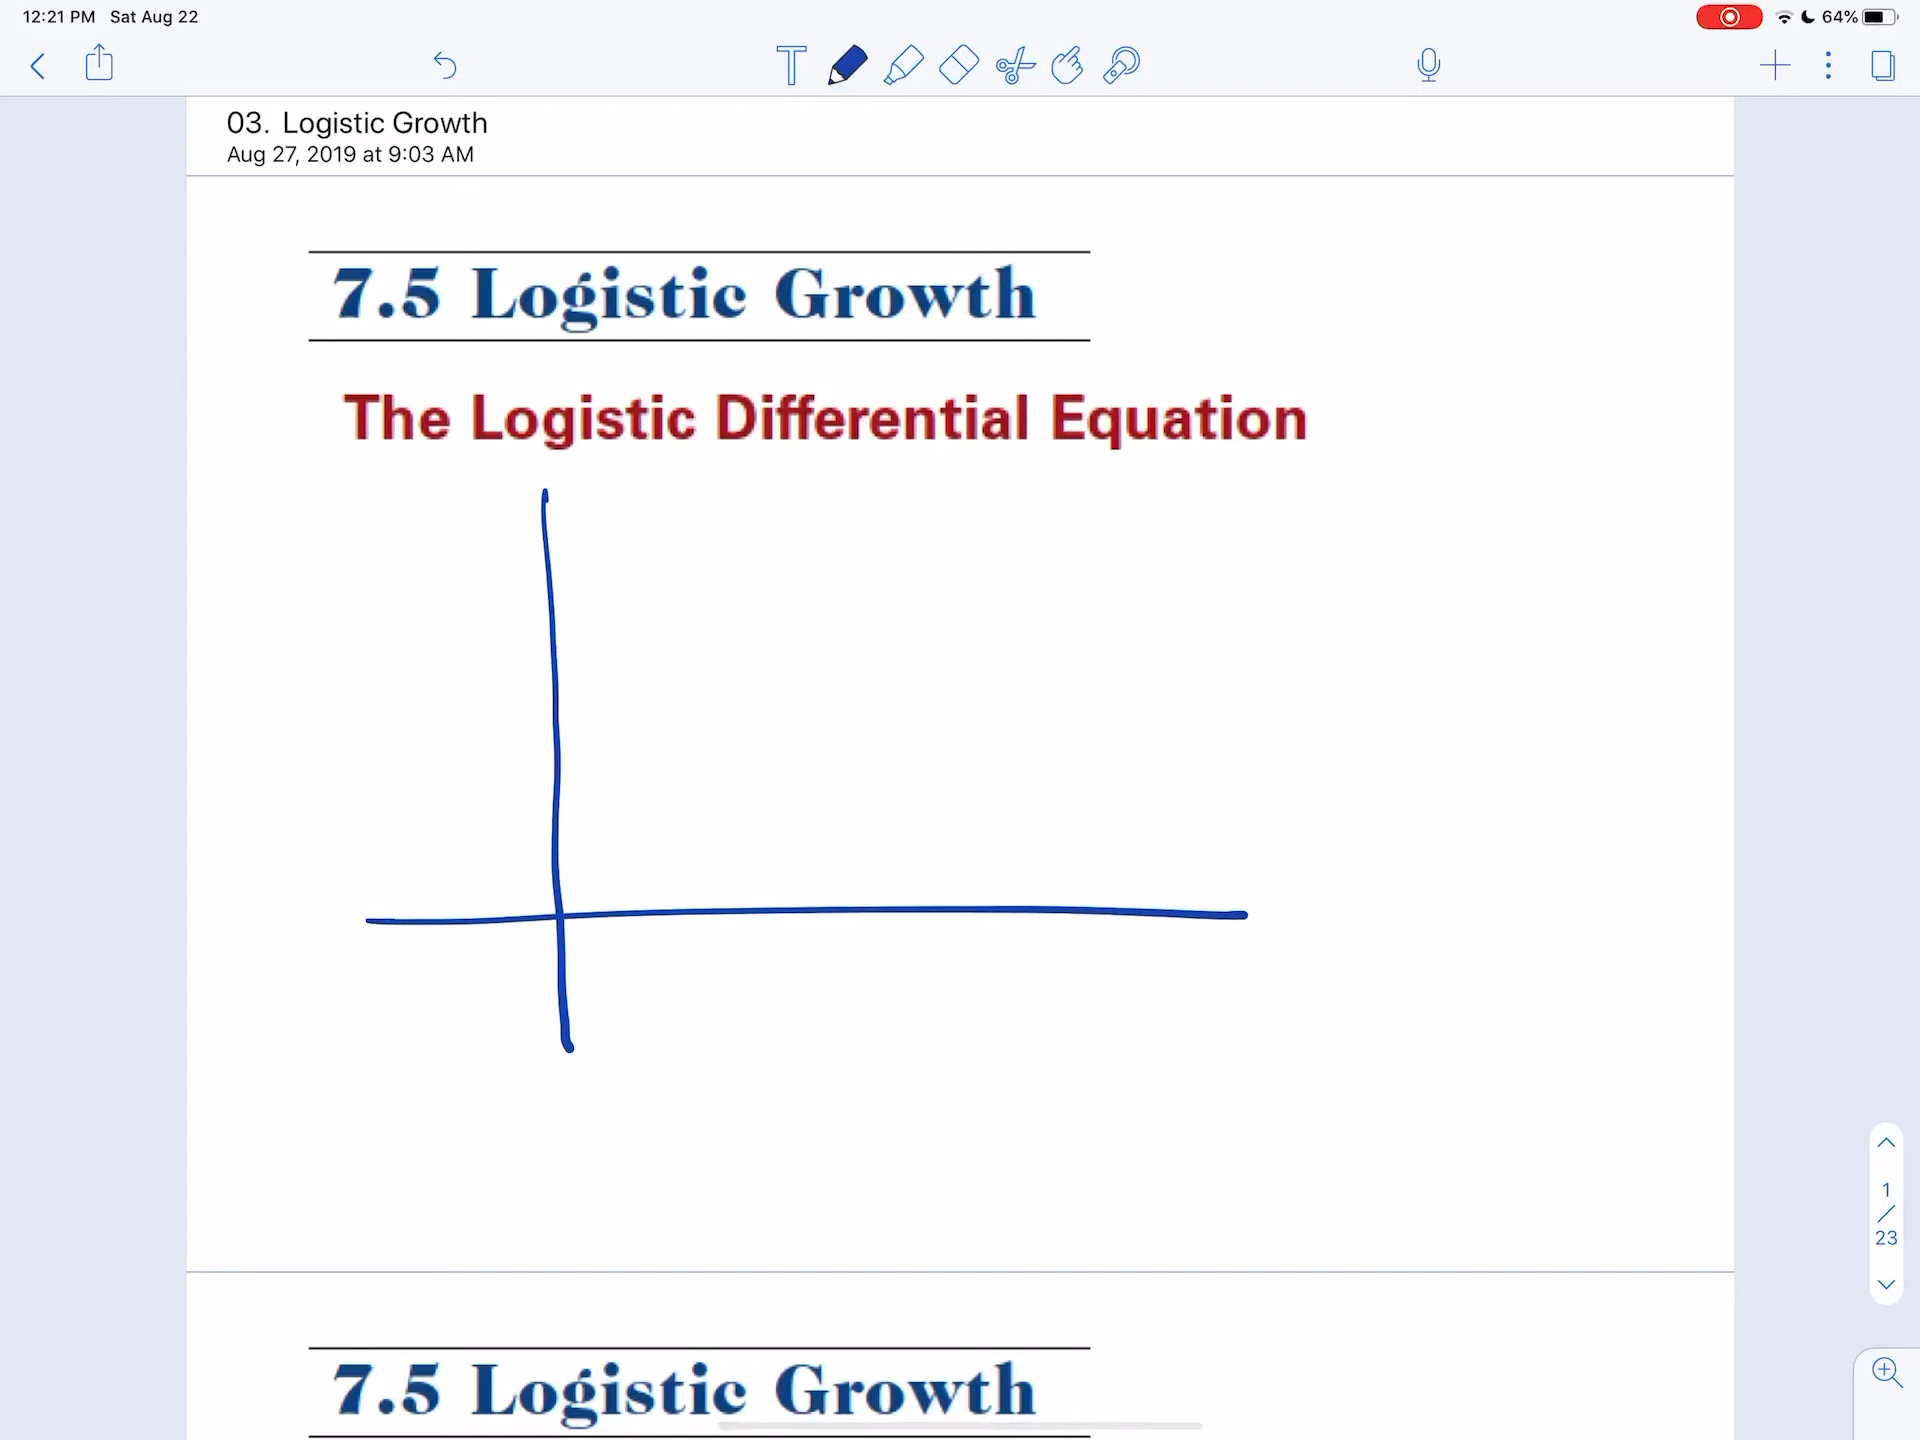 12:21 PM Sat Aug 22
64%
03. Logistic Growth
Aug 27, 2019 at 9:03 AM
7.5 Logistic Growth
The Logistic Differential Equation
1
/
23
7.5 Logistic Growth